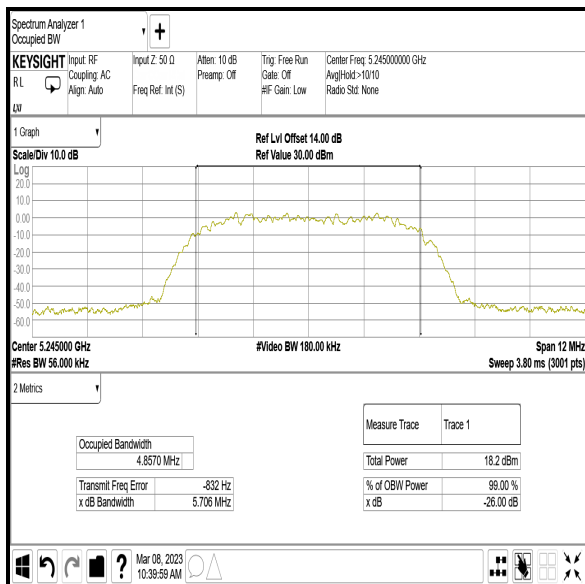 Spectrum Analyzer 1
Occupied BW
KEYSIGHT
R L
LXI
Input: RF
Coupling: AC
Align: Auto
Input Z: 50 Ω
Freq Ref: Int (S)
Atten: 10 dB
Preamp: Off
Trig: Free Run
Gate: Off
#IF Gain: Low
Center Freq: 5.245000000 GHz
Avg|Hold:>10/10
Radio Std: None
1 Graph
Scale/Div 10.0 dB
Ref Lvl Offset 14.00 dB
Ref Value 30.00 dBm
Log
20.0
10.0
0.00
-10.0
-20.0
-30.0
-40.0
-50.0
-60.0
Center 5.245000 GHz
#Video BW 180.00 kHz
Span 12 MHz
#Res BW 56.000 kHz
Sweep 3.80 ms (3001 pts)
2 Metrics
Occupied Bandwidth
4.8570 MHz
Transmit Freq Error -832 Hz
x dB Bandwidth 5.706 MHz
Measure Trace Trace 1
Total Power 18.2 dBm
% of OBW Power 99.00 %
x dB -26.00 dB
?
Mar 08, 2023
10:39:59 AM